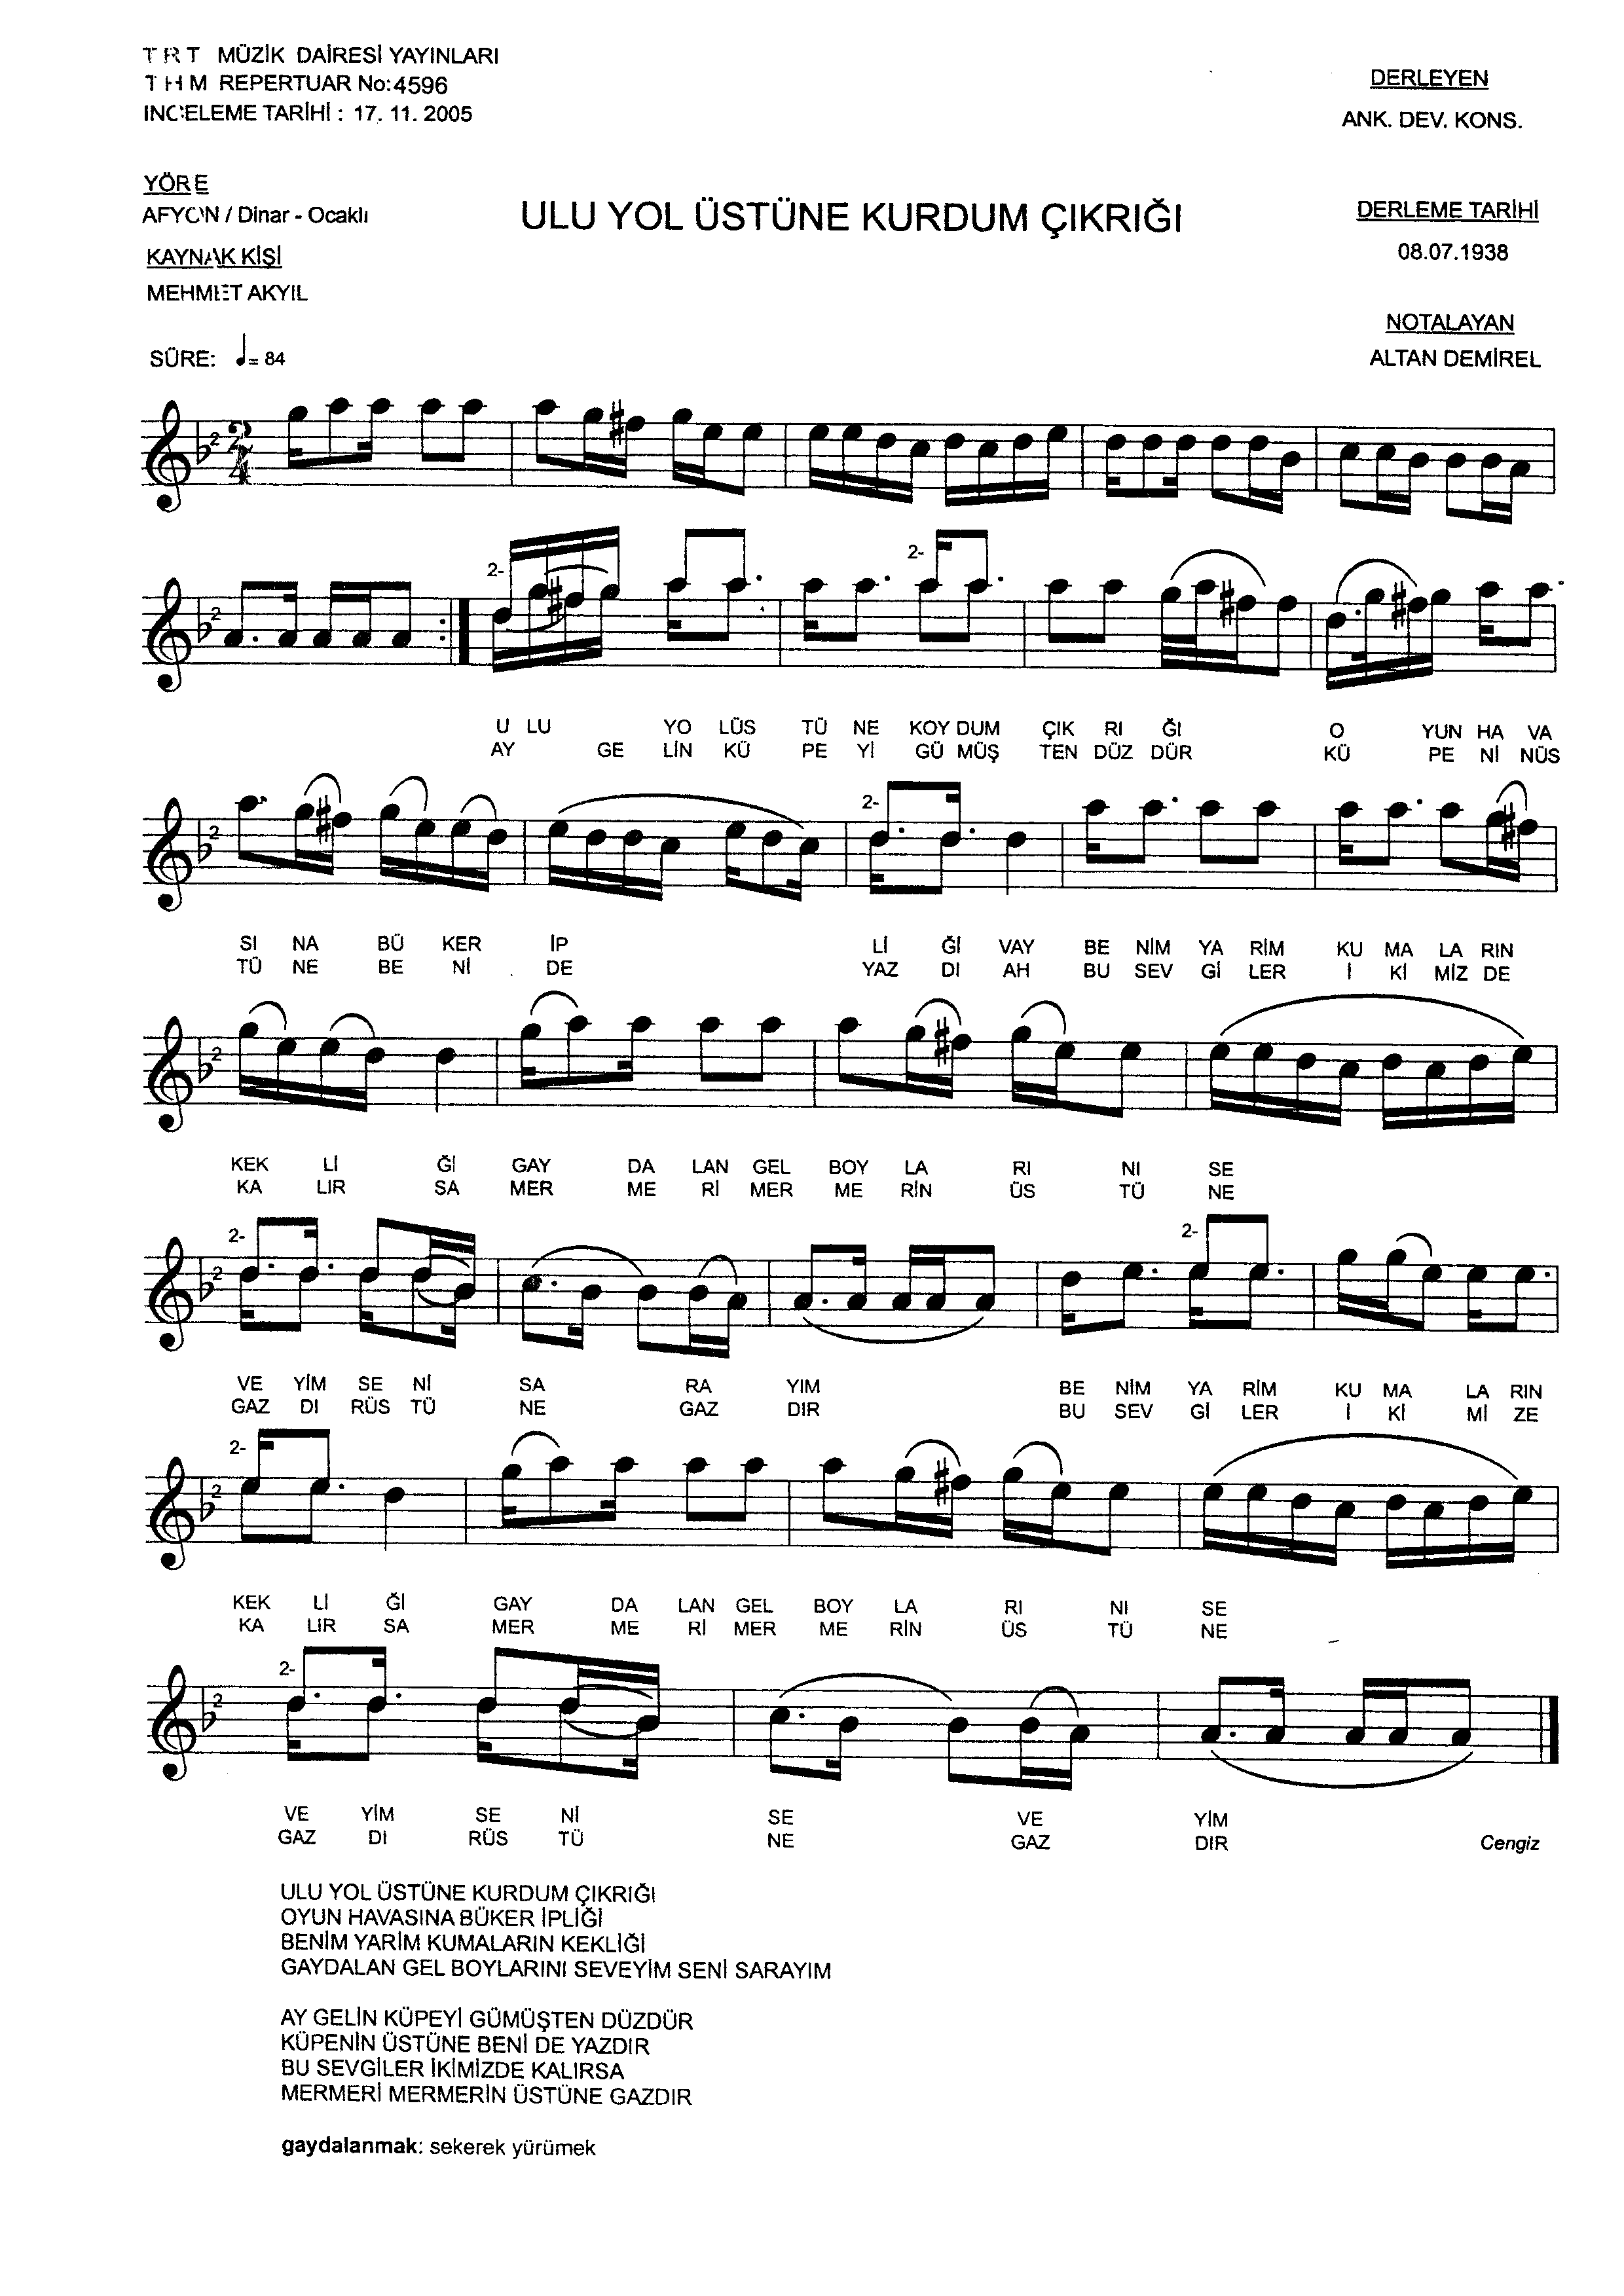 TRT MÜZİK DAİRESİ YAYINLARI
THM REPERTUAR No:4596
INCELEME TARİHİ : 17. 11. 2005
DERLEYEN
ANK. DEV. KONS.
YÖRE
AFYON / Dinar - Ocaklı
ULU YOL ÜSTÜNE KURDUM ÇIKRIĞI
DERLEME TARİHİ
08.07.1938
KAYNAK KİŞİ
MEHMET AKYIL
NOTALAYAN
ALTAN DEMİREL
SÜRE: ♩= 84
2 2 4
2 2- 2-
U LU YO LÜS TÜ NE KOY DUM ÇIK RI ĞI O YUN HA VA
AY GE LİN KÜ PE Yİ GÜ MÜŞ TEN DÜZ DÜR KÜ PE Nİ NÜS
2 2-
SI NA BÜ KER İP Lİ Ğİ VAY BE NİM YA RİM KU MA LA RIN
TÜ NE BE Nİ DE YAZ DI AH BU SEV Gİ LER İ Kİ MİZ DE
2
KEK Lİ Ğİ GAY DA LAN GEL BOY LA RI NI SE
KA LIR SA MER ME Rİ MER ME RİN ÜS TÜ NE
2 2- 2-
VE YİM SE Nİ SA RA YIM BE NİM YA RİM KU MA LA RIN
GAZ DI RÜS TÜ NE GAZ DIR BU SEV Gİ LER İ Kİ Mİ ZE
2 2-
KEK Lİ Ğİ GAY DA LAN GEL BOY LA RI NI SE
KA LIR SA MER ME Rİ MER ME RİN ÜS TÜ NE
2 2-
VE YİM SE Nİ SE VE YİM
GAZ DI RÜS TÜ NE GAZ DIR
Cengiz
ULU YOL ÜSTÜNE KURDUM ÇIKRIĞI
OYUN HAVASINA BÜKER İPLİĞİ
BENİM YARİM KUMALARIN KEKLİĞİ
GAYDALAN GEL BOYLARINI SEVEYİM SENİ SARAYIM
AY GELİN KÜPEYİ GÜMÜŞTEN DÜZDÜR
KÜPENİN ÜSTÜNE BENİ DE YAZDIR
BU SEVGİLER İKİMİZDE KALIRSA
MERMERİ MERMERİN ÜSTÜNE GAZDIR
gaydalanmak: sekerek yürümek